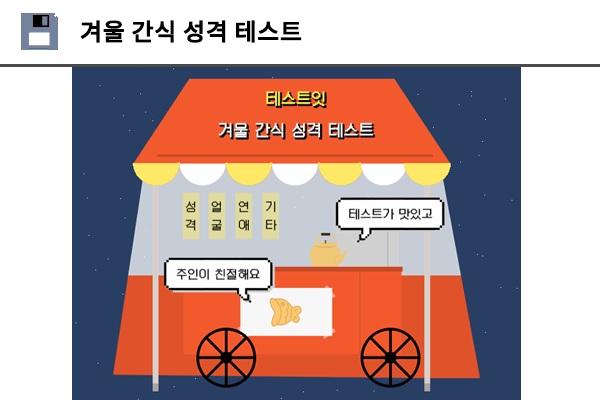 겨울 간식 성격 테스트
테스트잇
겨울 간식 성격 테스트
성격
얼굴
연애
기타
테스트가 맛있고
주인이 친절해요